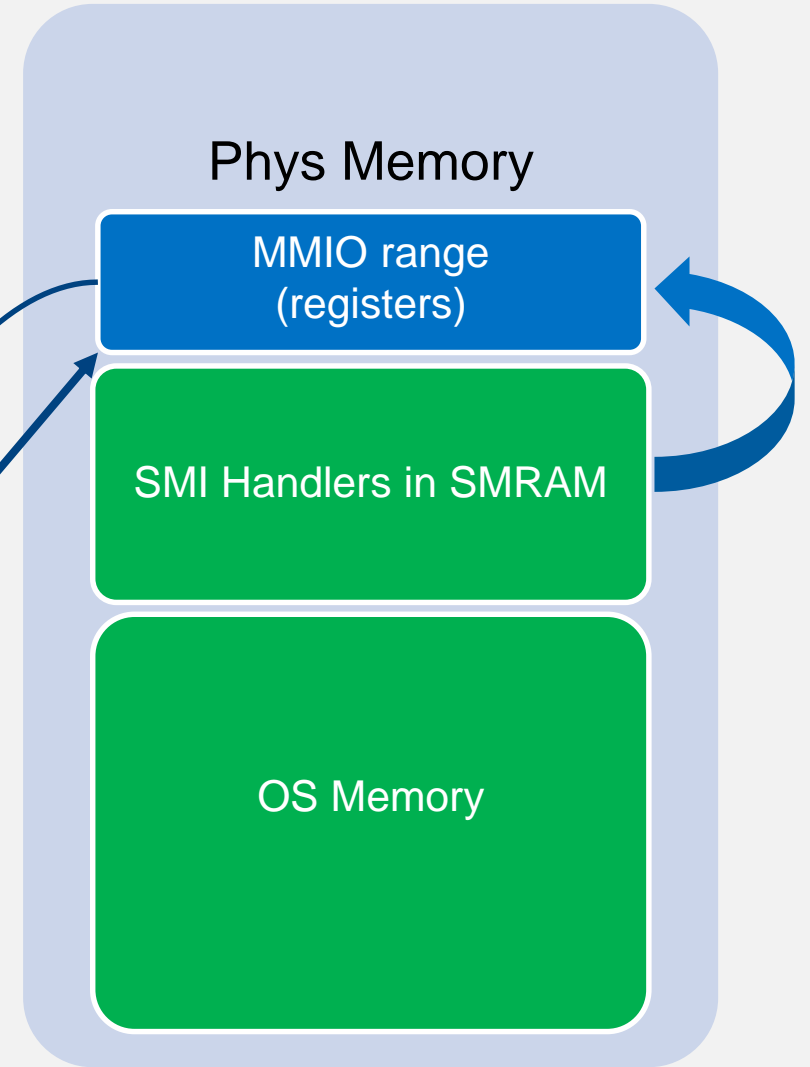 Phys Memory
MMIO range
(registers)
SMI Handlers in SMRAM
OS Memory